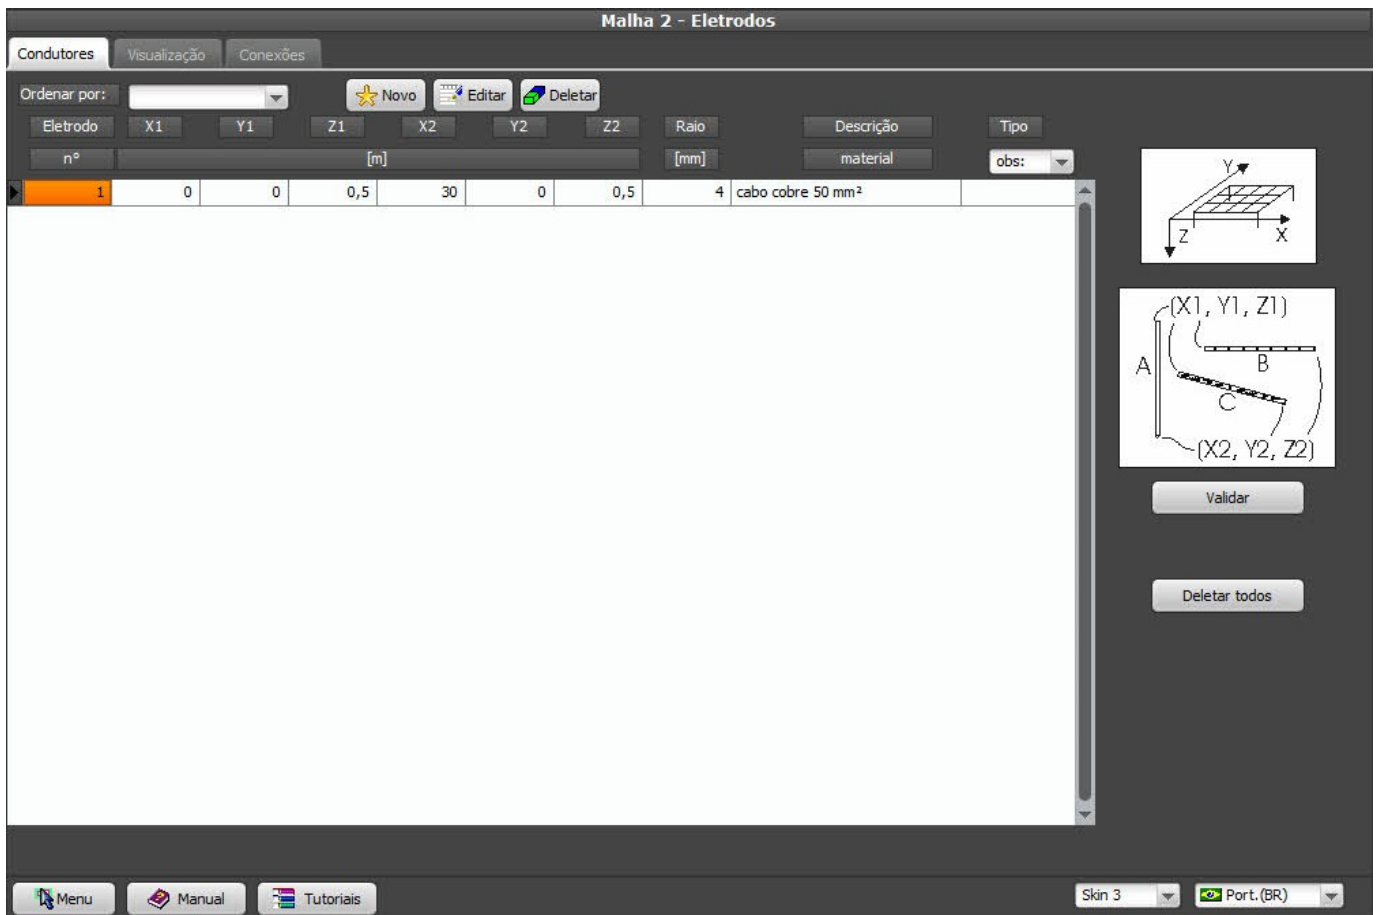 Malha 2 - Eletrodos
Condutores Visualização Conexões
Ordenar por: Novo Editar Deletar
Eletrodo X1 Y1 Z1 X2 Y2 Z2 Raio Descrição Tipo
nº [m] [mm] material obs:
1 0 0 0,5 30 0 0,5 4 cabo cobre 50 mm²
Y
Z X
(X1, Y1, Z1)
A B
C
(X2, Y2, Z2)
Validar
Deletar todos
Menu Manual Tutoriais Skin 3 Port.(BR)